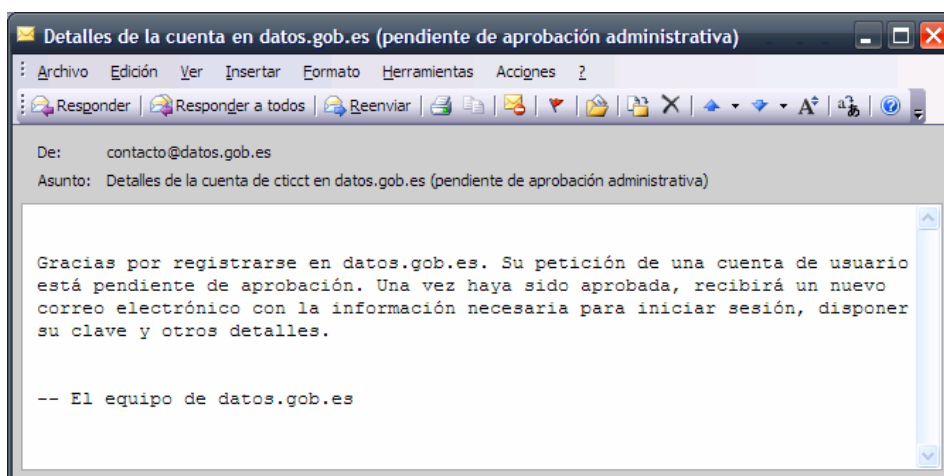 Detalles de la cuenta en datos.gob.es (pendiente de aprobación administrativa)
Archivo Edición Ver Insertar Formato Herramientas Acciones ?
Responder Responder a todos Reenviar
De: contacto@datos.gob.es
Asunto: Detalles de la cuenta de cticct en datos.gob.es (pendiente de aprobación administrativa)
Gracias por registrarse en datos.gob.es. Su petición de una cuenta de usuario
está pendiente de aprobación. Una vez haya sido aprobada, recibirá un nuevo
correo electrónico con la información necesaria para iniciar sesión, disponer
su clave y otros detalles.
-- El equipo de datos.gob.es